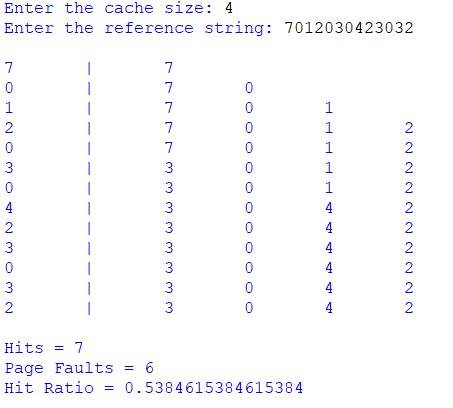 Enter the cache size: 4
Enter the reference string: 7012030423032
7 | 7
0 | 7 0
1 | 7 0 1
2 | 7 0 1 2
0 | 7 0 1 2
3 | 3 0 1 2
0 | 3 0 1 2
4 | 3 0 4 2
2 | 3 0 4 2
3 | 3 0 4 2
0 | 3 0 4 2
3 | 3 0 4 2
2 | 3 0 4 2
Hits = 7
Page Faults = 6
Hit Ratio = 0.5384615384615384